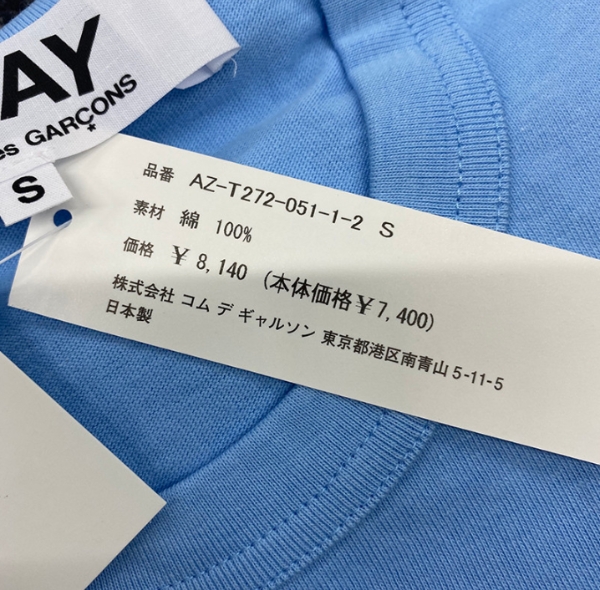 AY
es GARÇONS
S
品番 AZ-T272-051-1-2 S
素材 綿 100%
価格 ￥ 8,140 (本体価格￥7,400)
株式会社 コム デ ギャルソン 東京都港区南青山 5-11-5
日本製